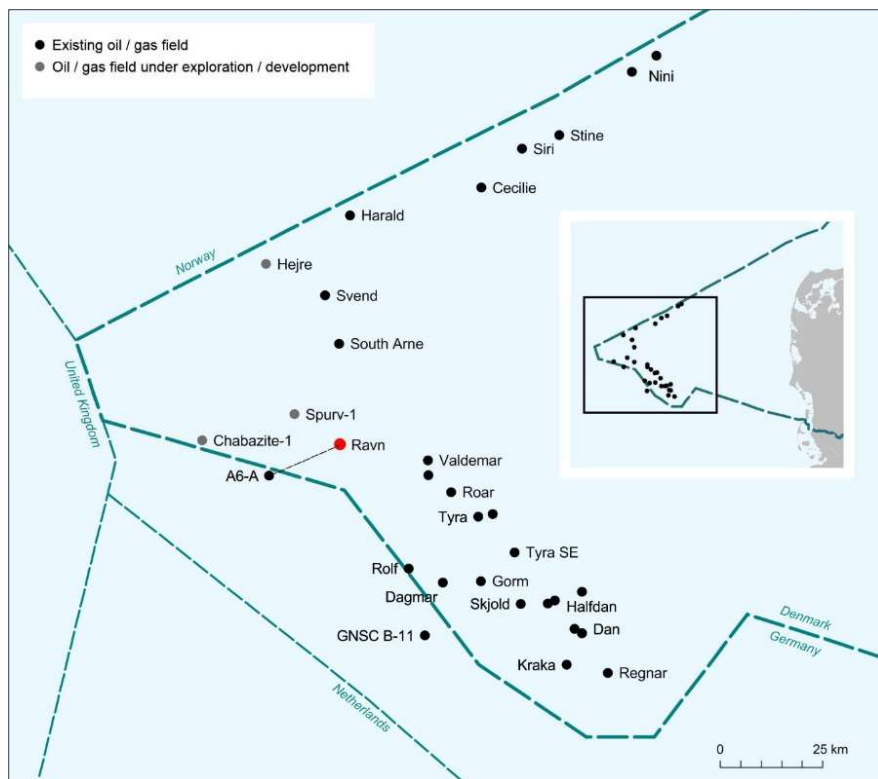 Existing oil / gas field
Oil / gas field under exploration / development
Nini
Stine
Siri
Cecilie
Harald
Norway
Hejre
Svend
South Arne
United Kingdom
Spurv-1
Chabazite-1
Ravn
A6-A
Valdemar
Roar
Tyra
Tyra SE
Rolf
Gorm
Dagmar
Skjold
Halfdan
Dan
GNSC B-11
Kraka
Regnar
Denmark
Germany
Netherlands
0 25 km